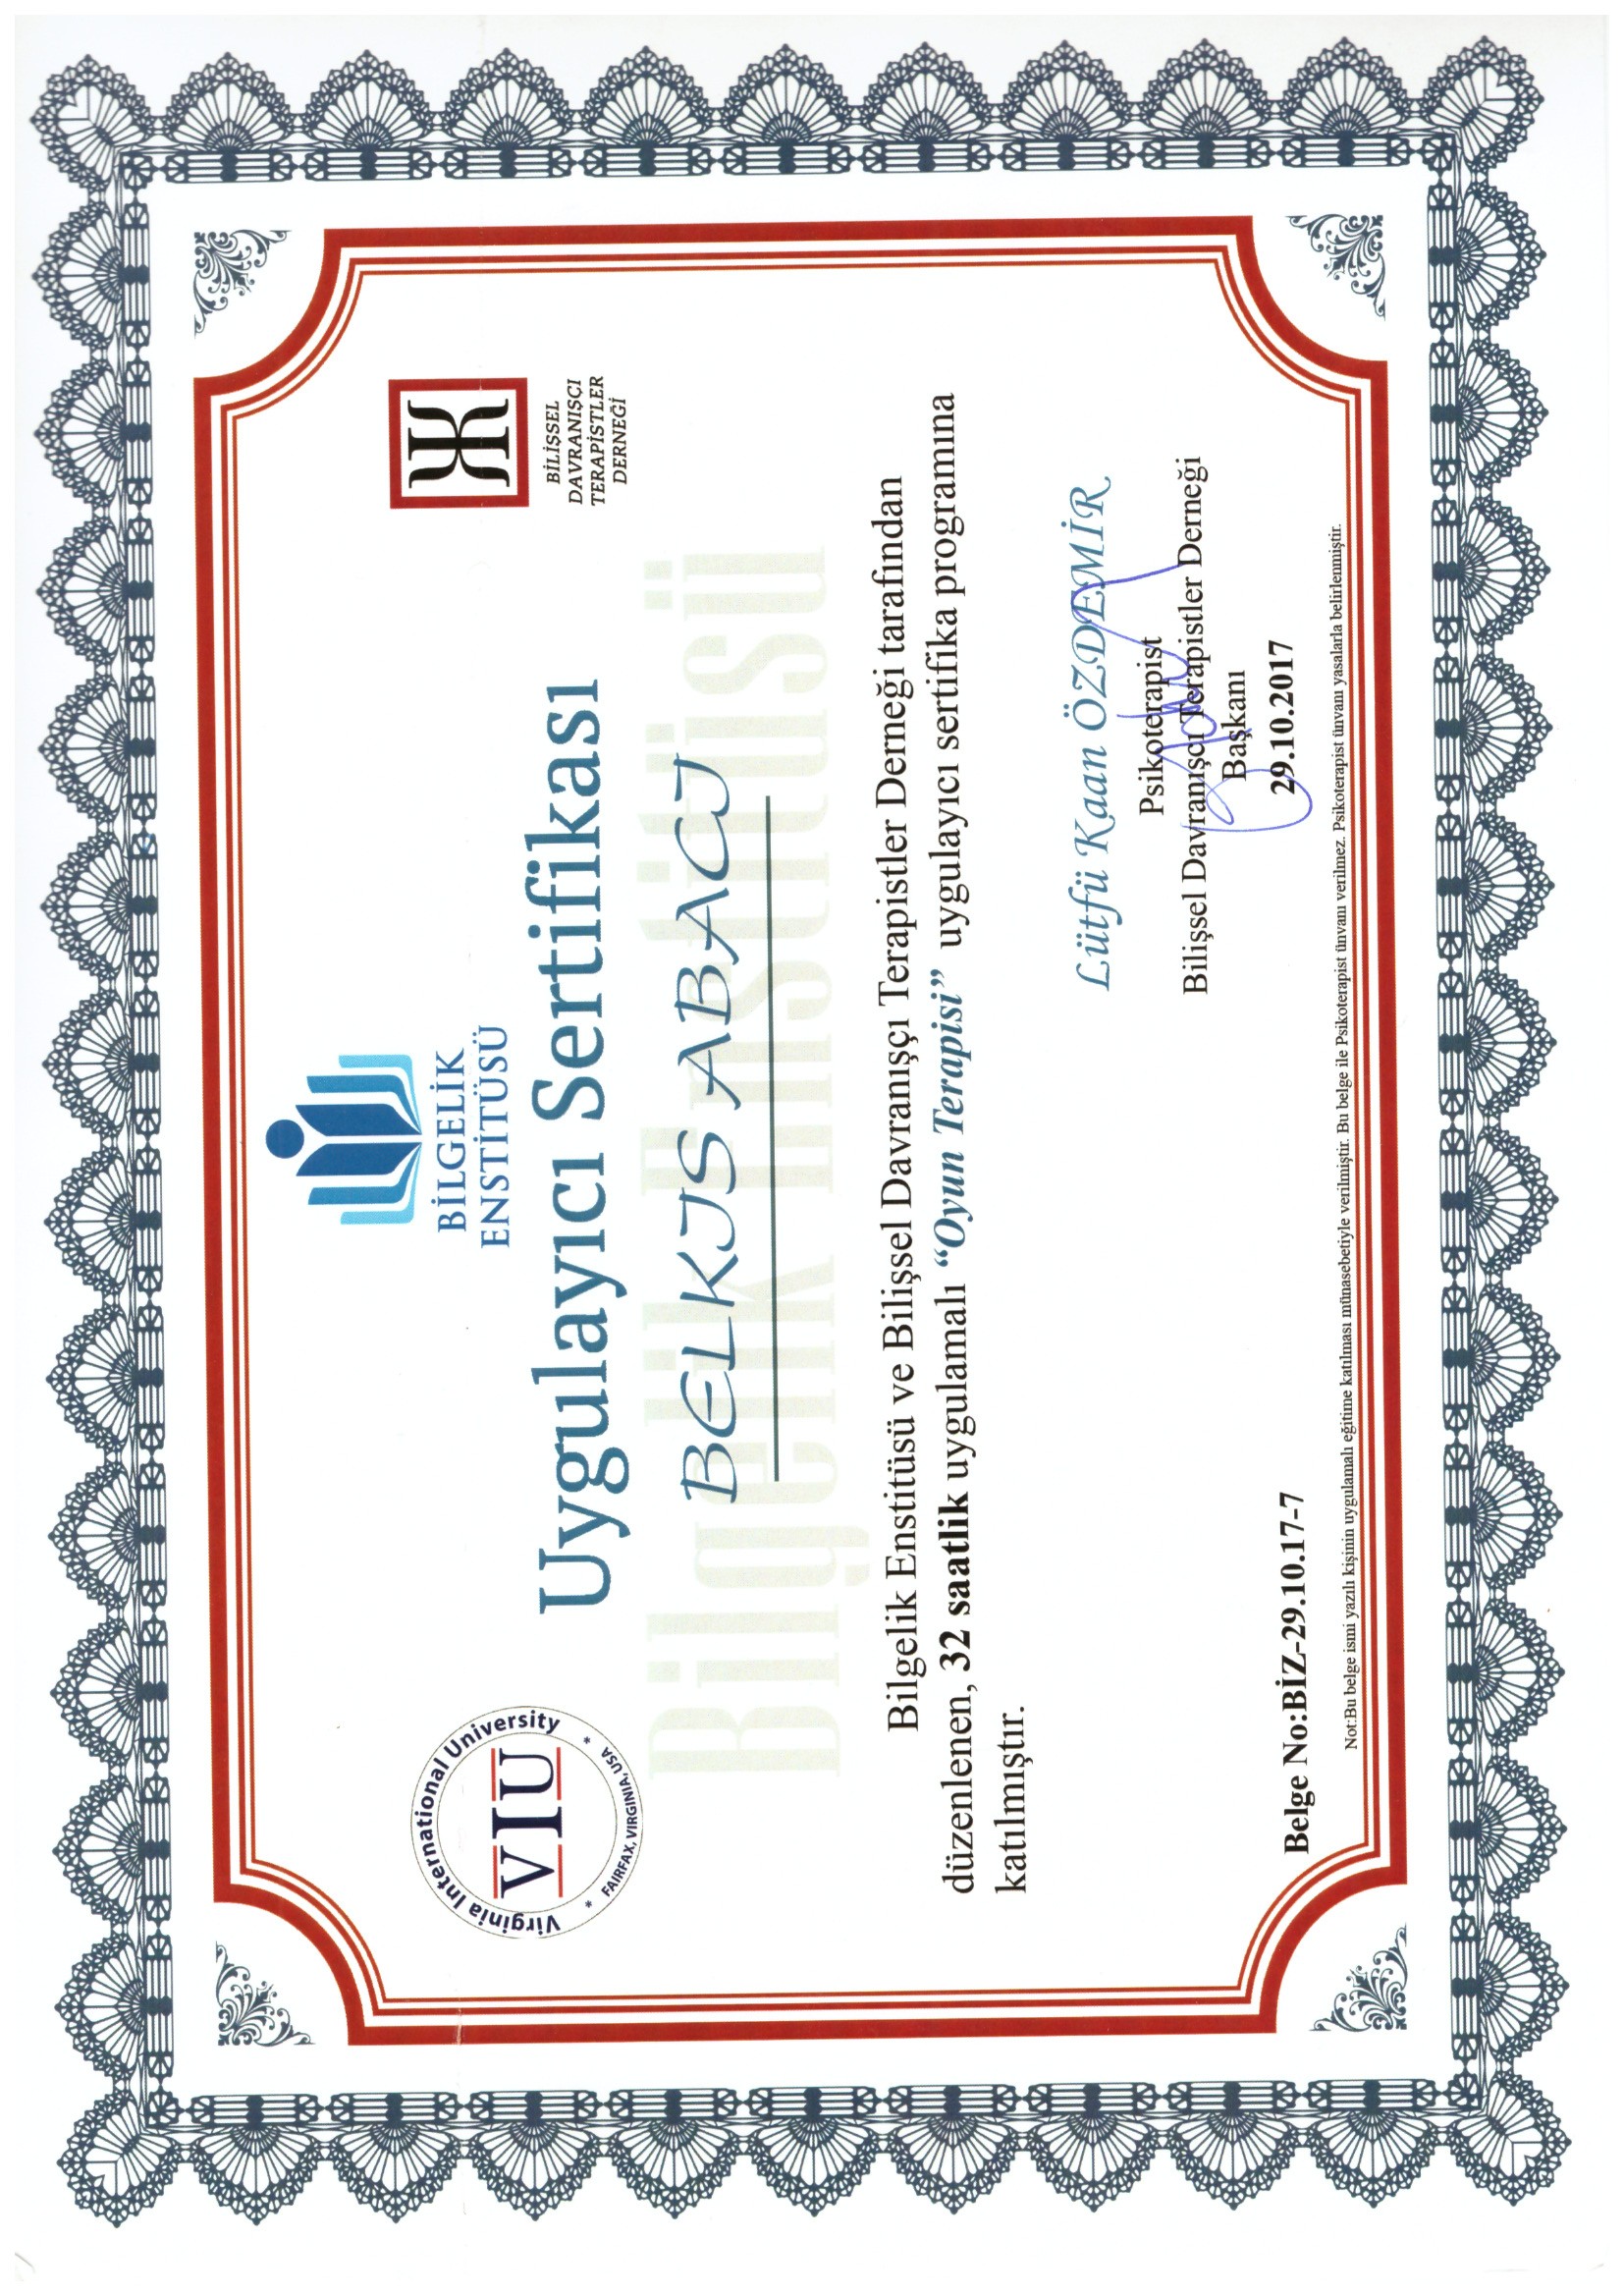 BİLGELİK
ENSTİTÜSÜ
Virginia International University
VIU
* FAIRFAX, VIRGINIA, USA *
BİLİŞSEL
DAVRANIŞÇI
TERAPİSTLER
DERNEĞİ
Uygulayıcı Sertifikası
Bilgelik Enstitüsü
BELKIS ABACI
Bilgelik Enstitüsü ve Bilişsel Davranışçı Terapistler Derneği tarafından
düzenlenen, 32 saatlik uygulamalı “Oyun Terapisi” uygulayıcı sertifika programına
katılmıştır.
Lütfü Kaan ÖZDEMİR
Psikoterapist
Bilişsel Davranışçı Terapistler Derneği
Başkanı
29.10.2017
Belge No:BİZ-29.10.17-7
Not:Bu belge ismi yazılı kişinin uygulamalı eğitime katılması münasebetiyle verilmiştir. Bu belge ile Psikoterapist ünvanı verilmez. Psikoterapist ünvanı yasalarla belirlenmiştir.